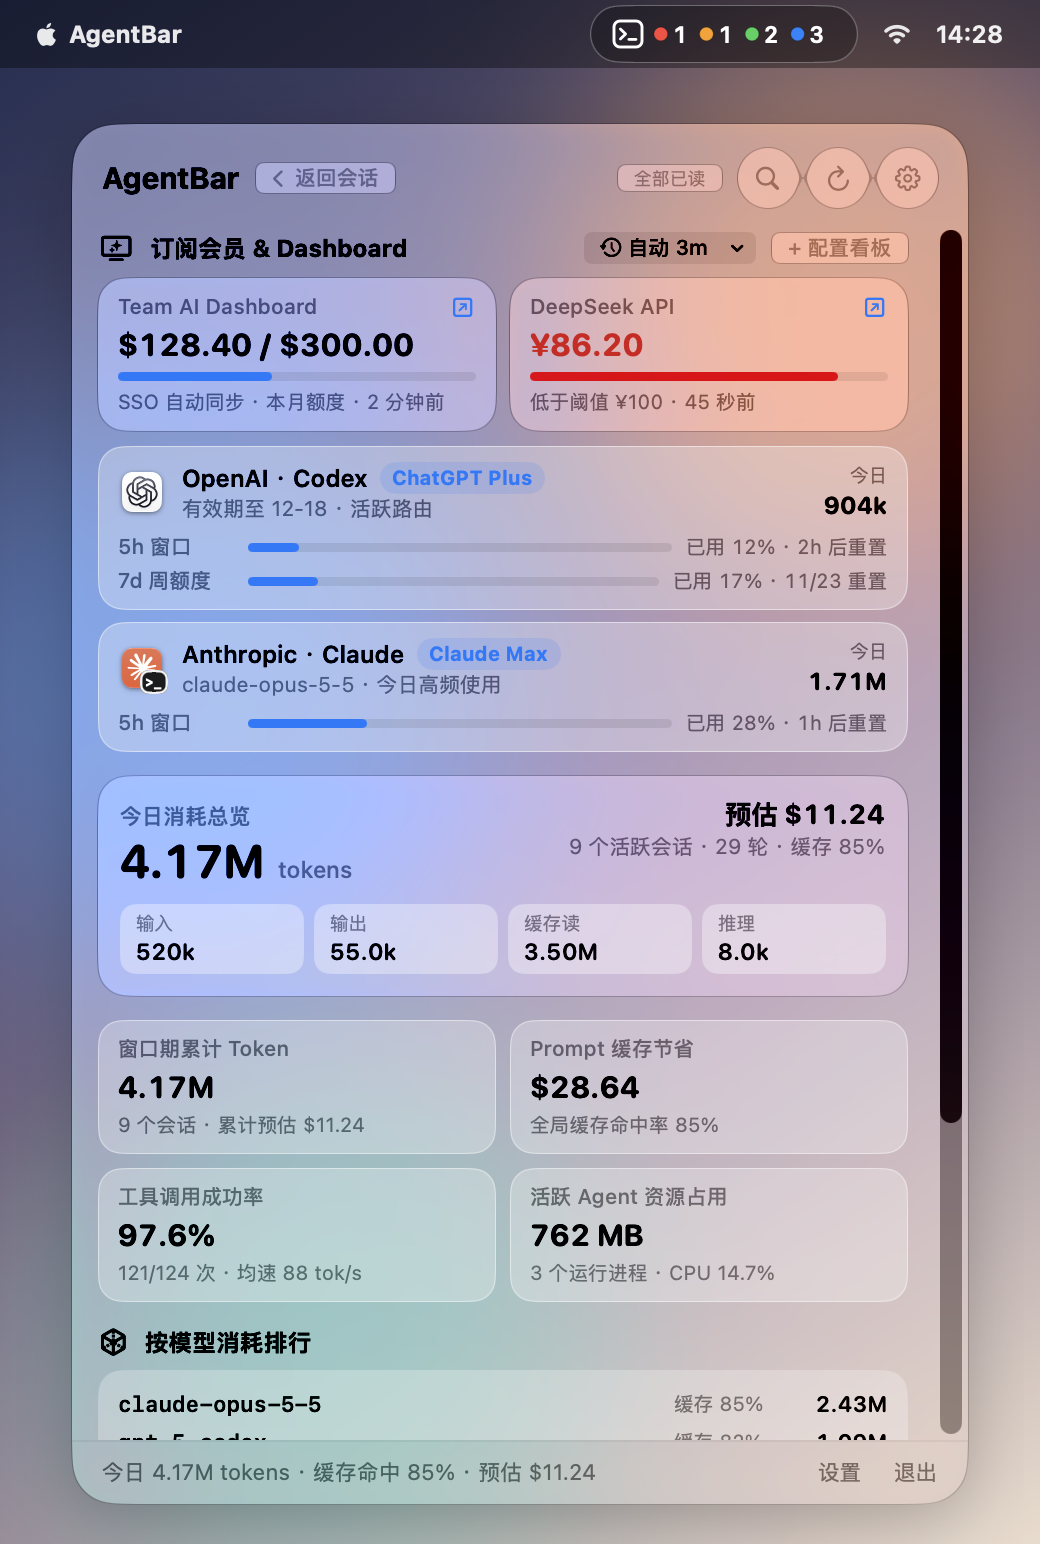 AgentBar
1 1 2 3
14:28
AgentBar
返回会话
全部已读
订阅会员 & Dashboard
自动 3m
+ 配置看板
Team AI Dashboard
$128.40 / $300.00
SSO 自动同步 · 本月额度 · 2 分钟前
DeepSeek API
¥86.20
低于阈值 ¥100 · 45 秒前
OpenAI · Codex
ChatGPT Plus
有效期至 12-18 · 活跃路由
今日
904k
5h 窗口
已用 12% · 2h 后重置
7d 周额度
已用 17% · 11/23 重置
Anthropic · Claude
Claude Max
claude-opus-5-5 · 今日高频使用
今日
1.71M
5h 窗口
已用 28% · 1h 后重置
今日消耗总览
4.17M tokens
预估 $11.24
9 个活跃会话 · 29 轮 · 缓存 85%
输入
520k
输出
55.0k
缓存读
3.50M
推理
8.0k
窗口期累计 Token
4.17M
9 个会话 · 累计预估 $11.24
Prompt 缓存节省
$28.64
全局缓存命中率 85%
工具调用成功率
97.6%
121/124 次 · 均速 88 tok/s
活跃 Agent 资源占用
762 MB
3 个运行进程 · CPU 14.7%
按模型消耗排行
claude-opus-5-5
缓存 85%
2.43M
今日 4.17M tokens · 缓存命中 85% · 预估 $11.24
设置
退出